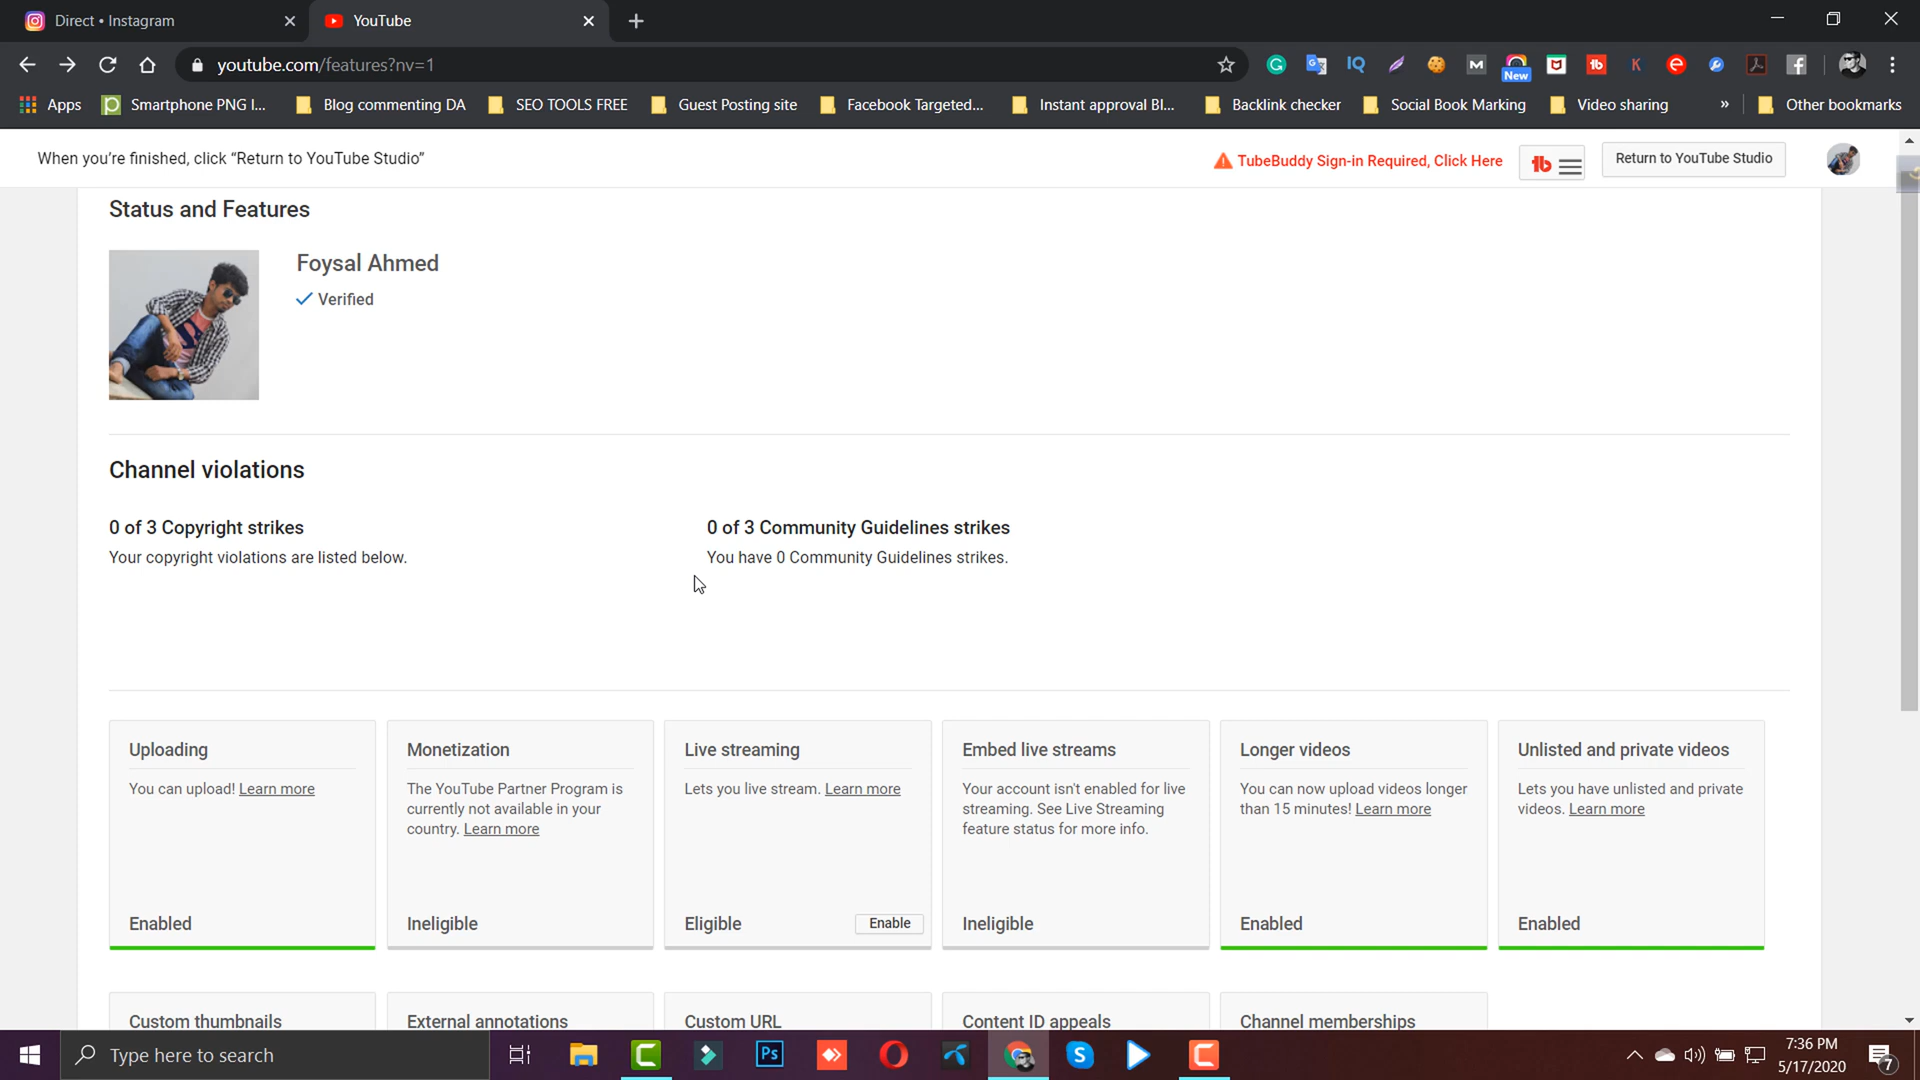 Direct • Instagram
YouTube
youtube.com/features?nv=1
New
Apps
Smartphone PNG I...
Blog commenting DA
SEO TOOLS FREE
Guest Posting site
Facebook Targeted...
Instant approval Bl...
Backlink checker
Social Book Marking
Video sharing
»
Other bookmarks
When you're finished, click “Return to YouTube Studio”
TubeBuddy Sign-in Required, Click Here
Return to YouTube Studio
Status and Features
Foysal Ahmed
Verified
Channel violations
0 of 3 Copyright strikes
Your copyright violations are listed below.
0 of 3 Community Guidelines strikes
You have 0 Community Guidelines strikes.
Uploading
You can upload! Learn more
Enabled
Monetization
The YouTube Partner Program is
currently not available in your
country. Learn more
Ineligible
Live streaming
Lets you live stream. Learn more
Eligible
Enable
Embed live streams
Your account isn't enabled for live
streaming. See Live Streaming
feature status for more info.
Ineligible
Longer videos
You can now upload videos longer
than 15 minutes! Learn more
Enabled
Unlisted and private videos
Lets you have unlisted and private
videos. Learn more
Enabled
Custom thumbnails
External annotations
Custom URL
Content ID appeals
Channel memberships
Type here to search
Ps
7:36 PM
5/17/2020
7